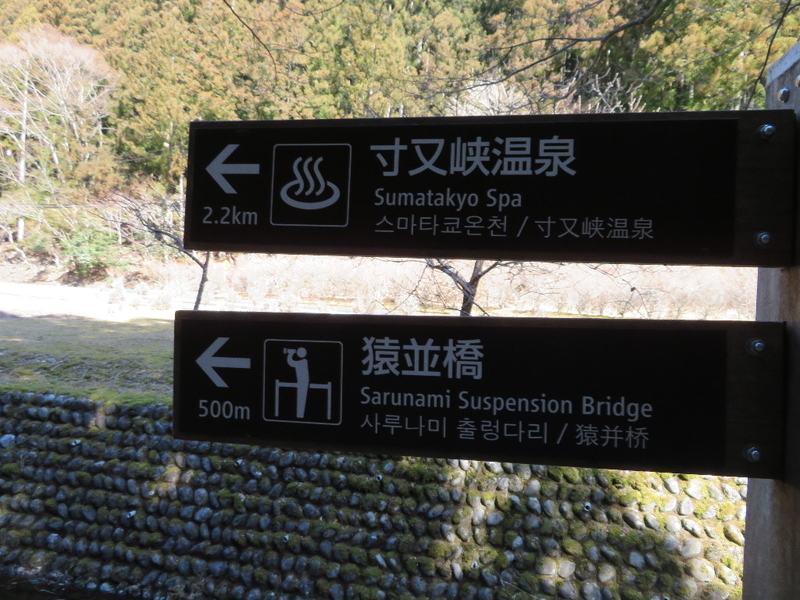 寸又峡温泉
Sumatakyo Spa
2.2km
스마타쿄온천 / 寸又峡温泉
猿並橋
Sarunami Suspension Bridge
500m
사루나미 출렁다리 / 猿并桥